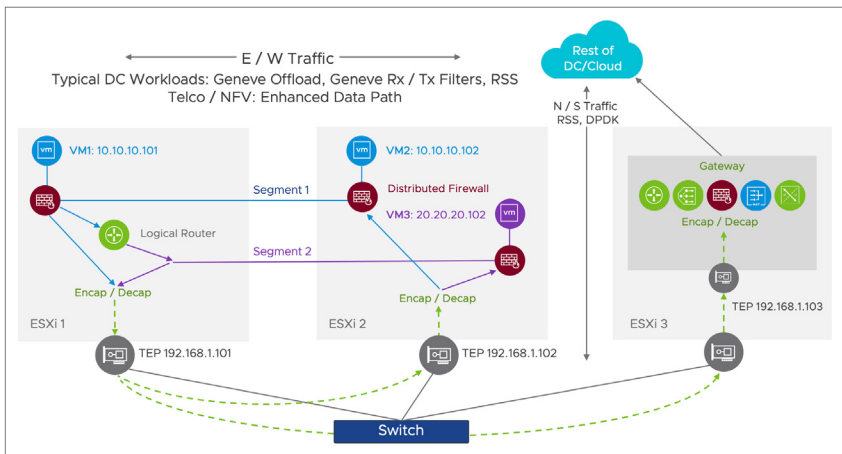 E / W Traffic
Typical DC Workloads: Geneve Offload, Geneve Rx / Tx Filters, RSS
Telco / NFV: Enhanced Data Path
Rest of
DC/Cloud
N / S Traffic
RSS, DPDK
vm
VM1: 10.10.10.101
vm
VM2: 10.10.10.102
Gateway
Segment 1
Distributed Firewall
VM3: 20.20.20.102
vm
Logical Router
Segment 2
Encap / Decap
Encap / Decap
Encap / Decap
ESXi 1
ESXi 2
ESXi 3
TEP 192.168.1.103
TEP 192.168.1.101
TEP 192.168.1.102
Switch